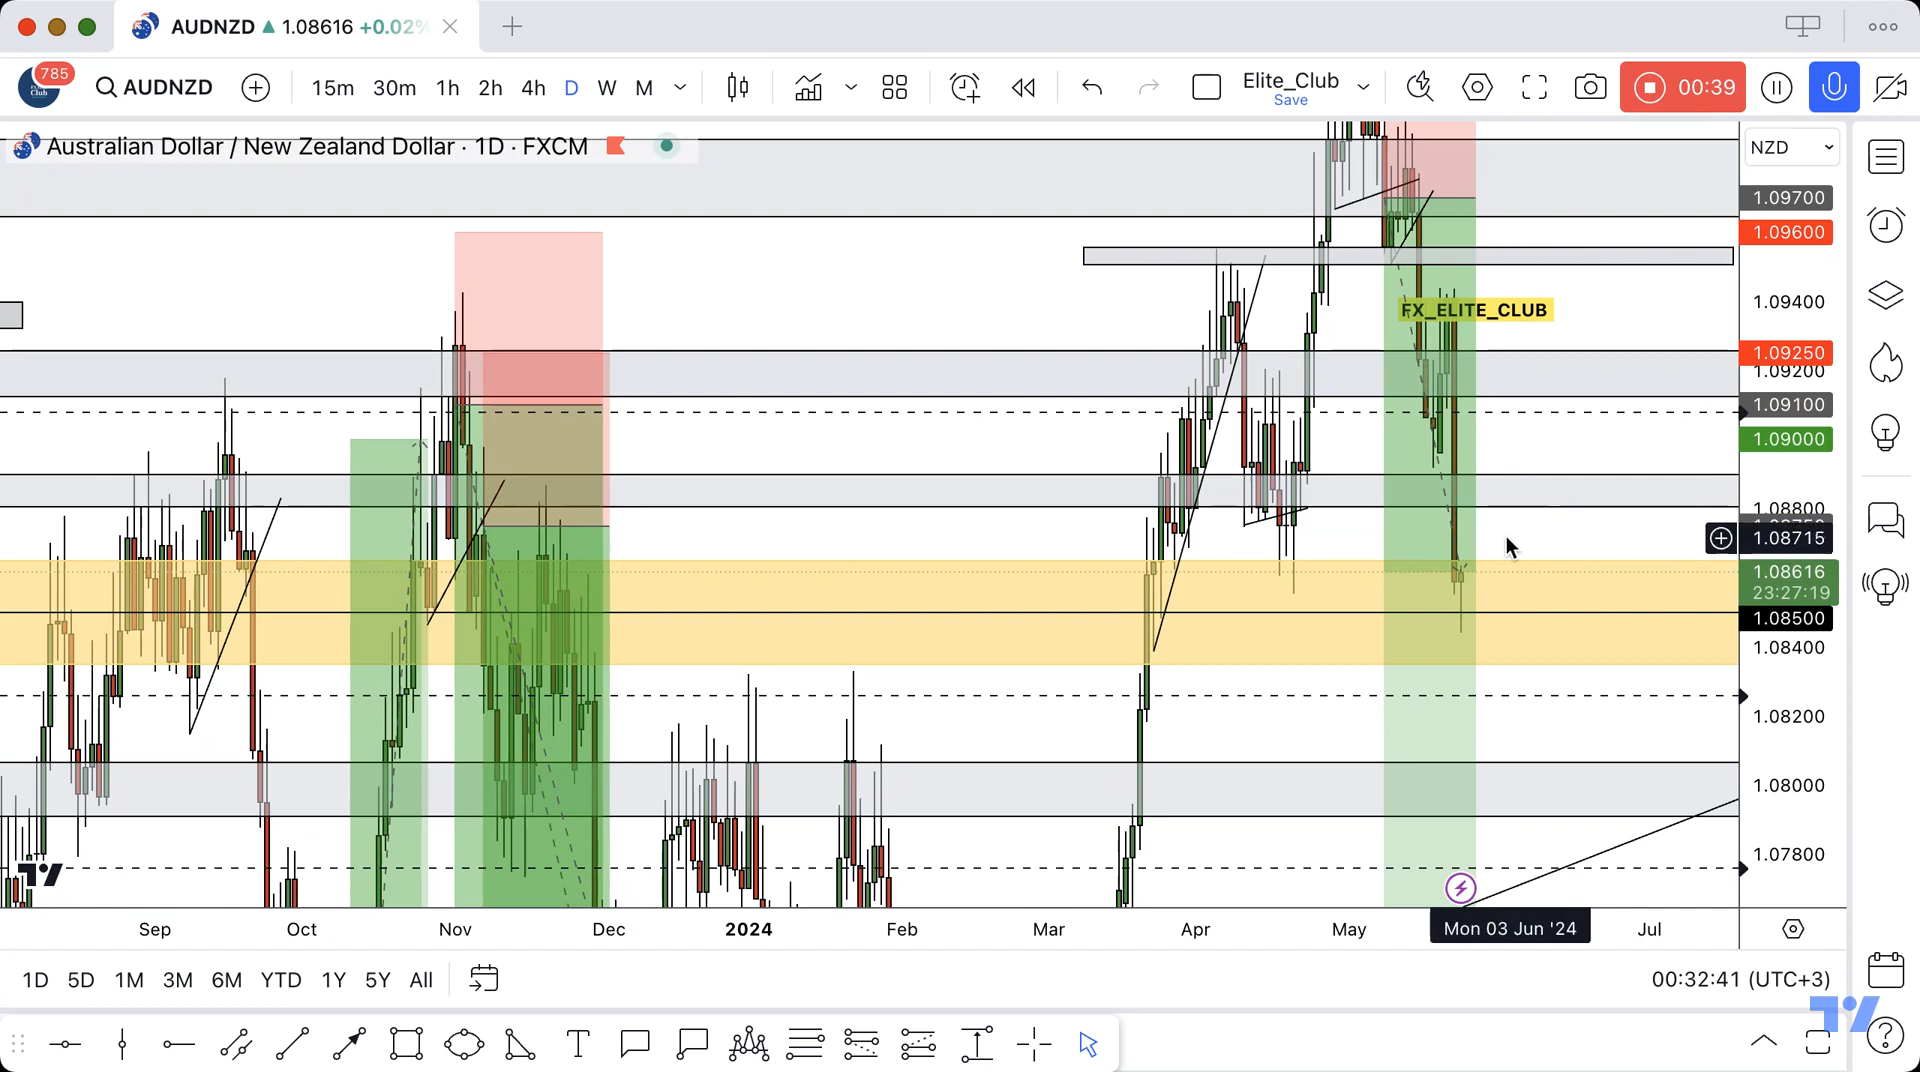 AUDNZD ▲ 1.08616 +0.02%
785
Elite Club
AUDNZD
15m 30m 1h 2h 4h D W M
Elite_Club
Save
00:39
Australian Dollar / New Zealand Dollar · 1D · FXCM
NZD
1.09700
1.09600
1.09400
1.09250
1.09200
1.09100
1.09000
1.08800
1.08715
1.08616
23:27:19
1.08500
1.08400
1.08200
1.08000
1.07800
FX_ELITE_CLUB
Sep Oct Nov Dec 2024 Feb Mar Apr May Mon 03 Jun '24 Jul
1D 5D 1M 3M 6M YTD 1Y 5Y All
00:32:41 (UTC+3)